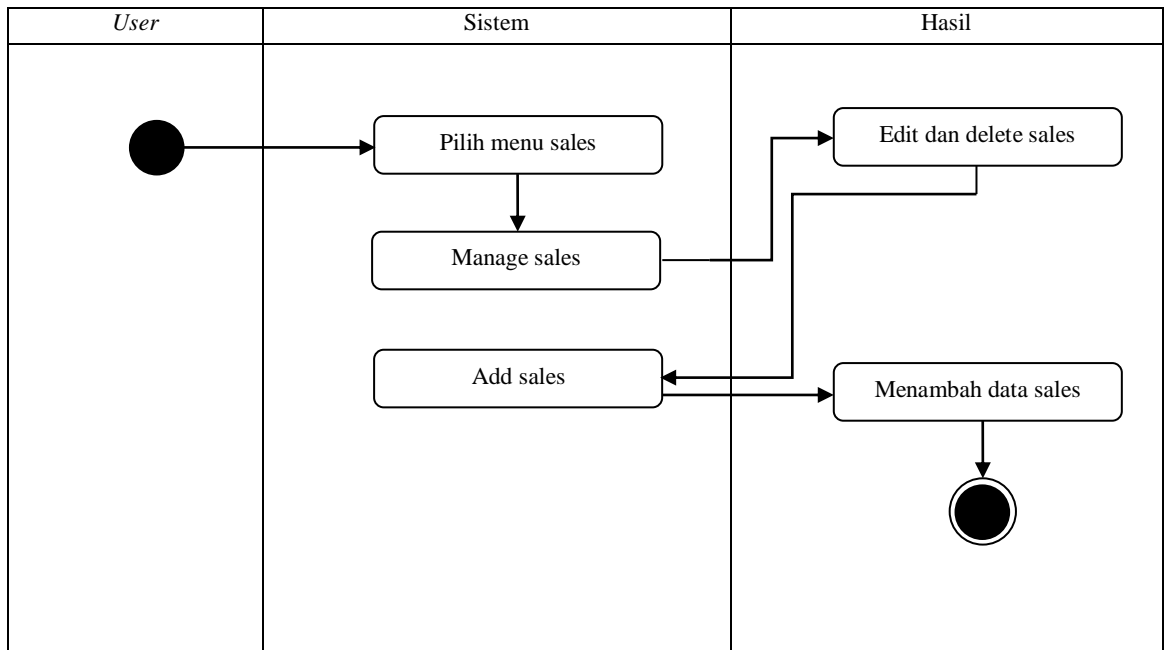 User
Sistem
Hasil
Pilih menu sales
Edit dan delete sales
Manage sales
Add sales
Menambah data sales